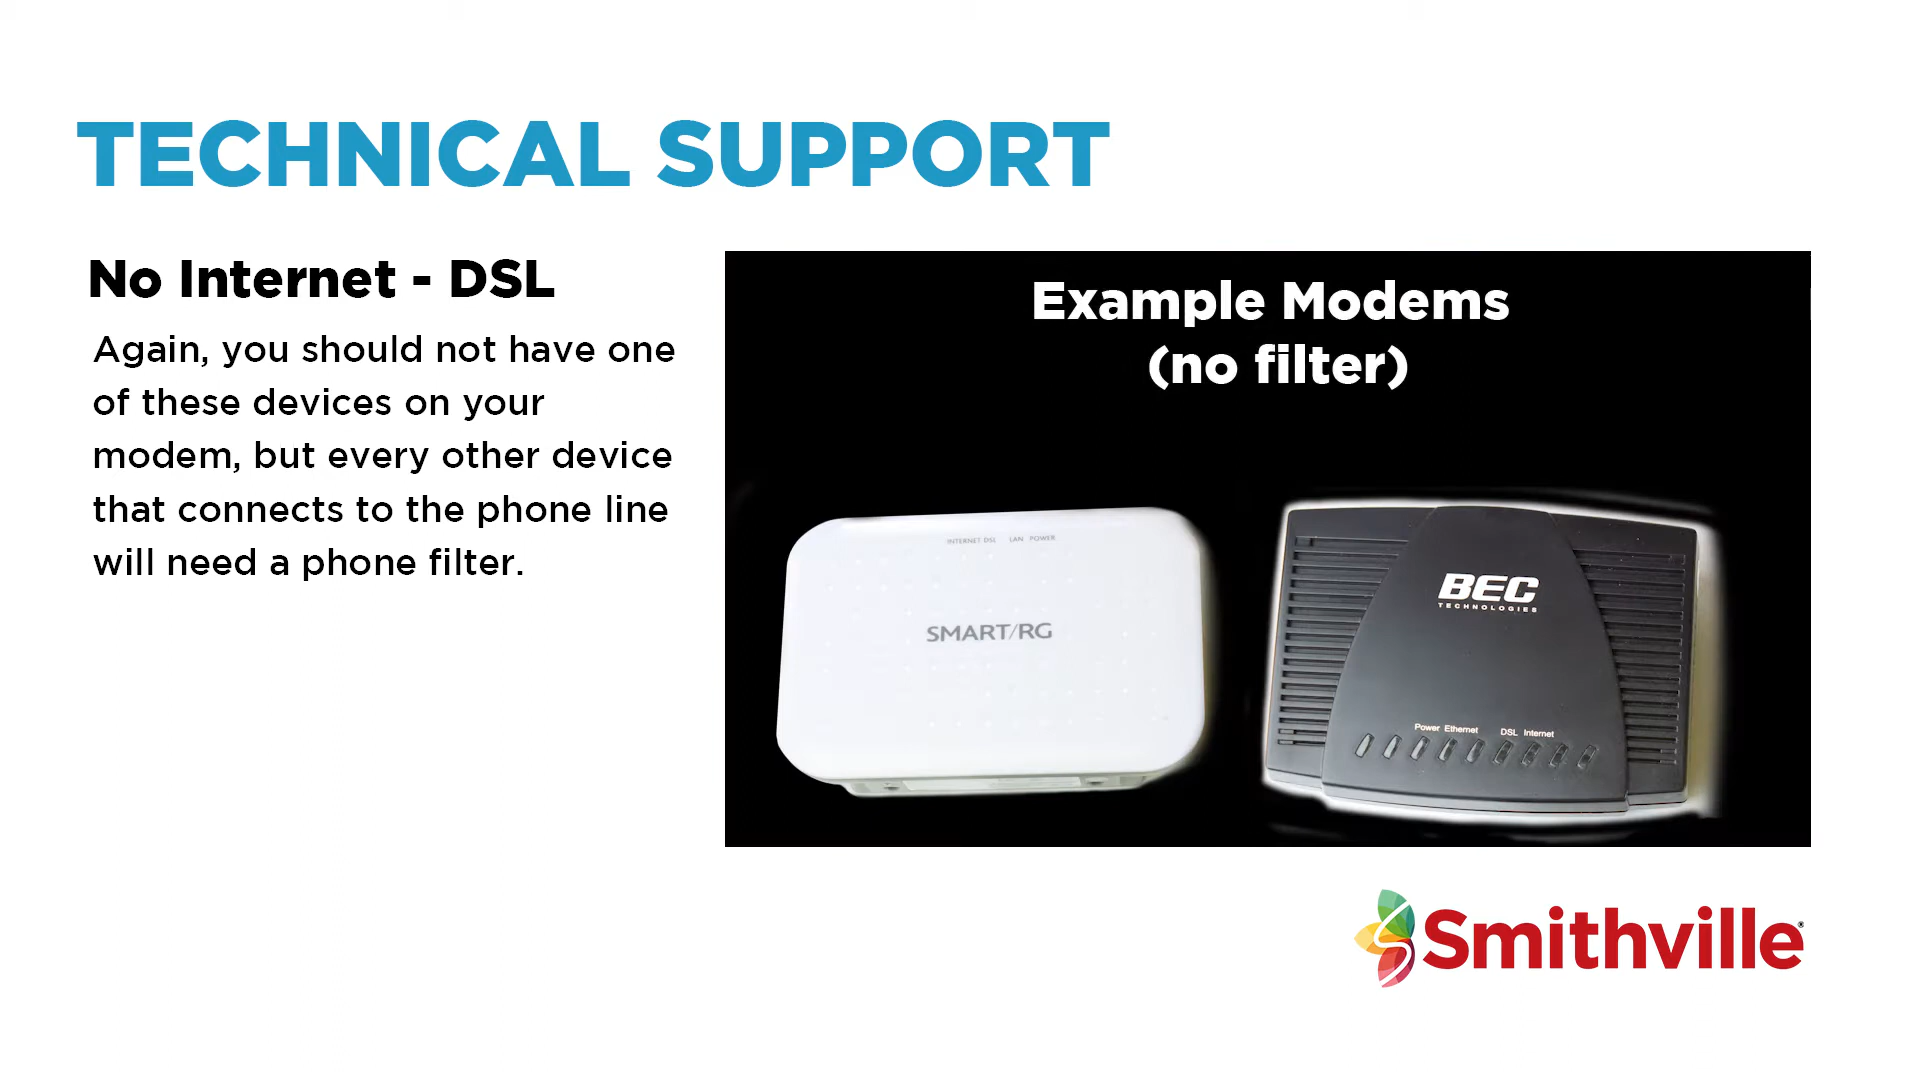 TECHNICAL SUPPORT
No Internet - DSL
Again, you should not have one
of these devices on your
modem, but every other device
that connects to the phone line
will need a phone filter.
Example Modems
(no filter)
INTERNET DSL LAN POWER
SMART/RG
BEC
TECHNOLOGIES
Power Ethernet DSL Internet
Smithville®